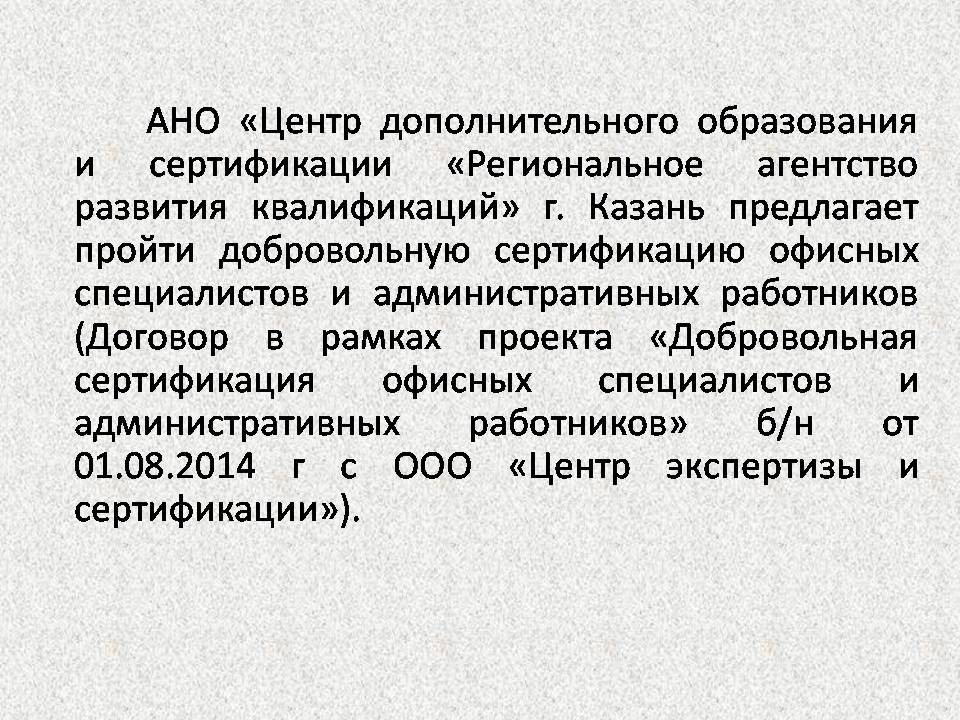 АНО «Центр дополнительного образования
и сертификации «Региональное агентство
развития квалификаций» г. Казань предлагает
пройти добровольную сертификацию офисных
специалистов и административных работников
(Договор в рамках проекта «Добровольная
сертификация офисных специалистов и
административных работников» б/н от
01.08.2014 г с ООО «Центр экспертизы и
сертификации»).